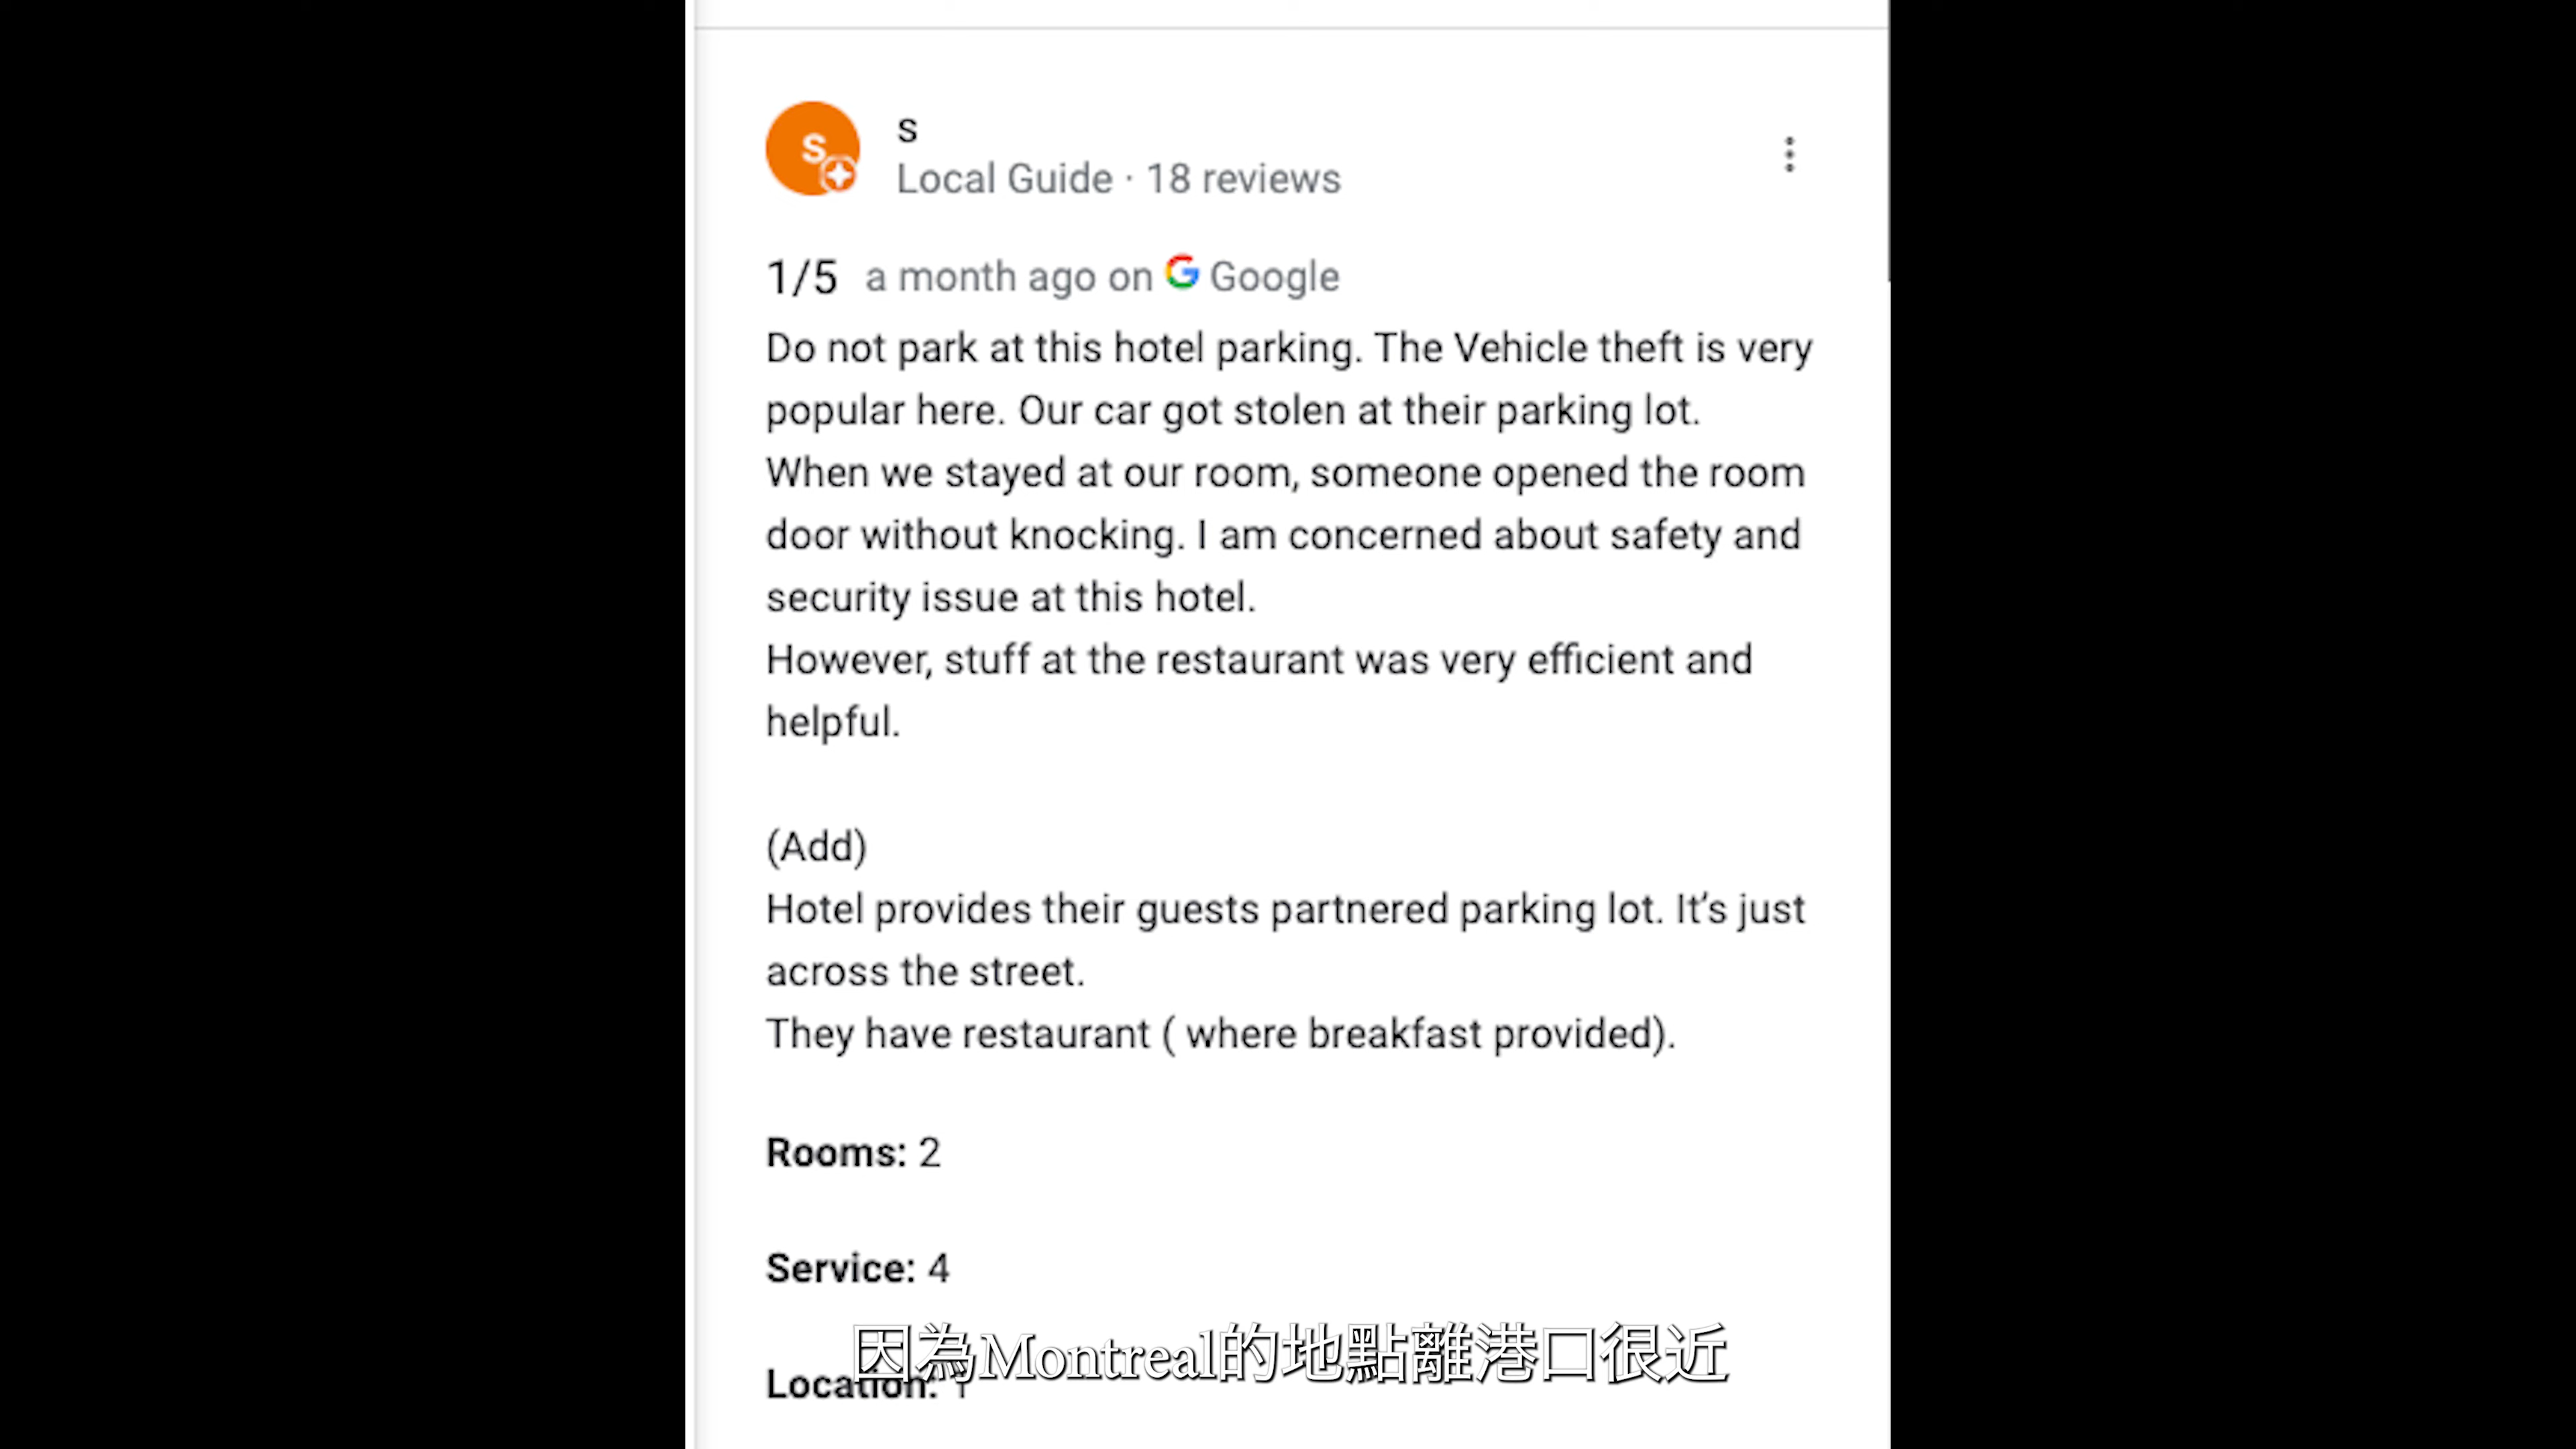 s
s
Local Guide · 18 reviews
1/5 a month ago on Google
Do not park at this hotel parking. The Vehicle theft is very
popular here. Our car got stolen at their parking lot.
When we stayed at our room, someone opened the room
door without knocking. I am concerned about safety and
security issue at this hotel.
However, stuff at the restaurant was very efficient and
helpful.
(Add)
Hotel provides their guests partnered parking lot. It’s just
across the street.
They have restaurant ( where breakfast provided).
Rooms: 2
Service: 4
因為Montreal的地點離港口很近
Location: 1